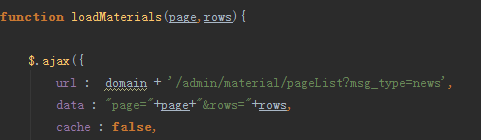 function loadMaterials(page,rows){
$.ajax({
url : domain + '/admin/material/pageList?msg_type=news',
data : "page="+page+"&rows="+rows,
cache : false,